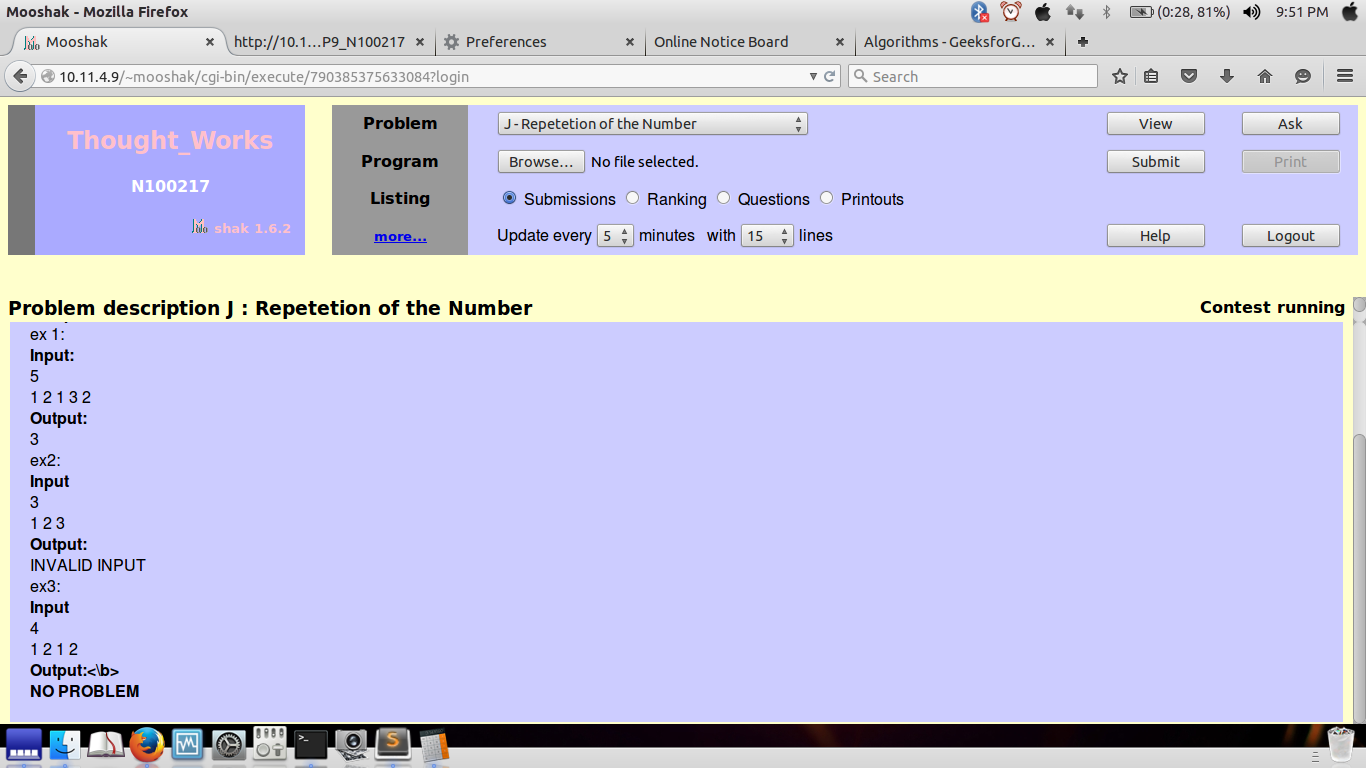 Mooshak - Mozilla Firefox
(0:28, 81%) 9:51 PM
Mooshak
http://10.1...P9_N100217
Preferences
Online Notice Board
Algorithms - GeeksforG...
10.11.4.9/~mooshak/cgi-bin/execute/790385375633084?login
Search
Thought_Works
N100217
shak 1.6.2
Problem
J - Repetetion of the Number
View
Ask
Program
Browse...
No file selected.
Submit
Print
Listing
Submissions
Ranking
Questions
Printouts
more...
Update every 5 minutes with 15 lines
Help
Logout
Problem description J : Repetetion of the Number
Contest running
ex 1:
Input:
5
1 2 1 3 2
Output:
3
ex2:
Input
3
1 2 3
Output:
INVALID INPUT
ex3:
Input
4
1 2 1 2
Output:<\b>
NO PROBLEM